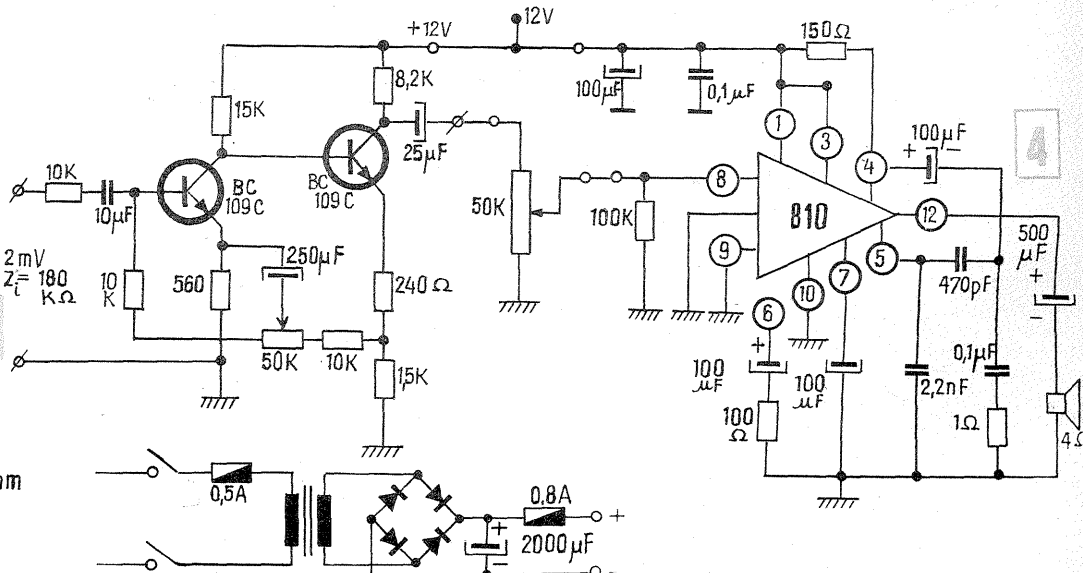 12V
+12V
150Ω
8,2K
100µF
0,1µF
15K
1
3
4
100µF
+ -
4
25µF
10K
BC
109C
BC
109C
8
810
12
10µF
50K
100K
500
µF
+
-
9
5
7
250µF
2mV
Zi = 180
KΩ
10
K
560
240Ω
470pF
10
6
50K
10K
+
100
µF
100
µF
0,1µF
1,5K
2,2nF
100
Ω
1Ω
4Ω
nm
0,5A
0,8A
+
+
2000µF
-
-